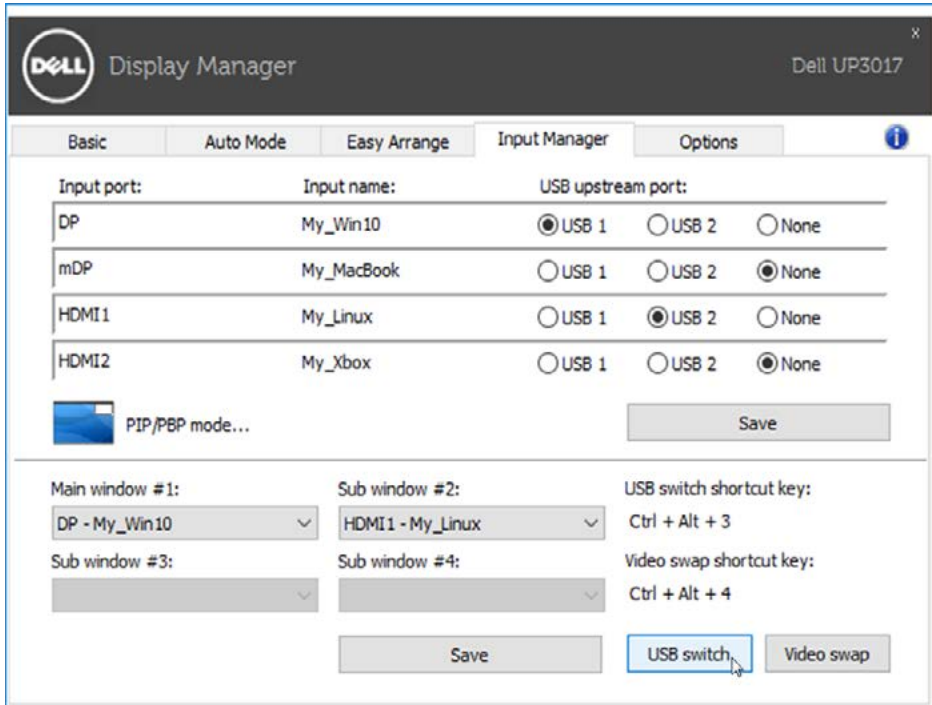 DELL Display Manager Dell UP3017 x
Basic Auto Mode Easy Arrange Input Manager Options i
Input port: Input name: USB upstream port:
DP My_Win10 USB 1 USB 2 None
mDP My_MacBook USB 1 USB 2 None
HDMI1 My_Linux USB 1 USB 2 None
HDMI2 My_Xbox USB 1 USB 2 None
PIP/PBP mode... Save
Main window #1: Sub window #2: USB switch shortcut key:
DP - My_Win10 HDMI1 - My_Linux Ctrl + Alt + 3
Sub window #3: Sub window #4: Video swap shortcut key:
Ctrl + Alt + 4
Save USB switch Video swap